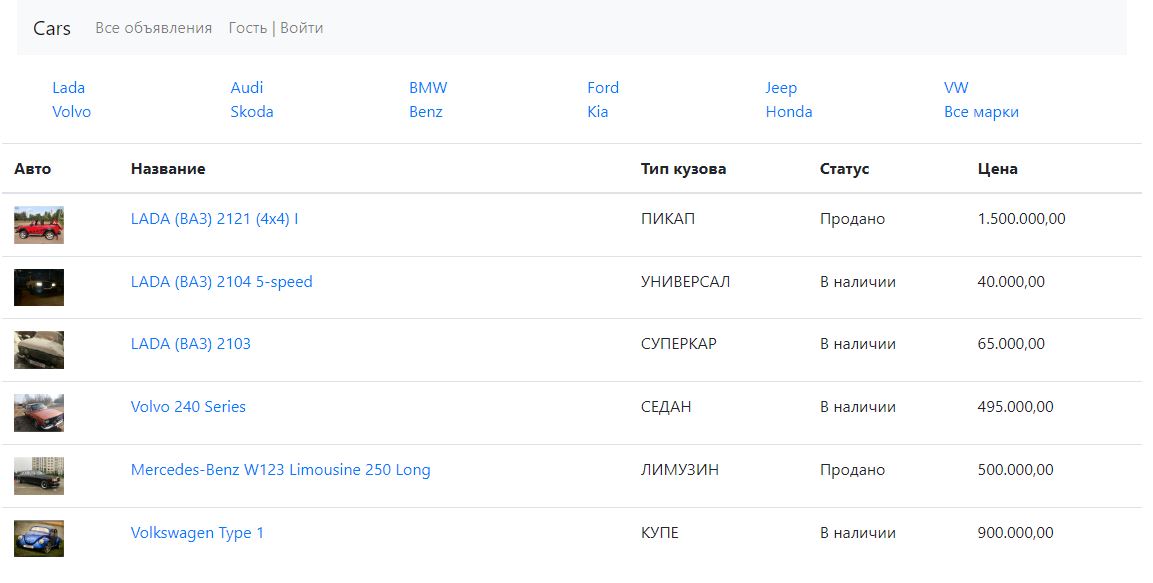 Cars Все объявления Гость | Войти
Lada Audi BMW Ford Jeep VW
Volvo Skoda Benz Kia Honda Все марки
Авто Название Тип кузова Статус Цена
LADA (ВАЗ) 2121 (4x4) I ПИКАП Продано 1.500.000,00
LADA (ВАЗ) 2104 5-speed УНИВЕРСАЛ В наличии 40.000,00
LADA (ВАЗ) 2103 СУПЕРКАР В наличии 65.000,00
Volvo 240 Series СЕДАН В наличии 495.000,00
Mercedes-Benz W123 Limousine 250 Long ЛИМУЗИН Продано 500.000,00
Volkswagen Type 1 КУПЕ В наличии 900.000,00